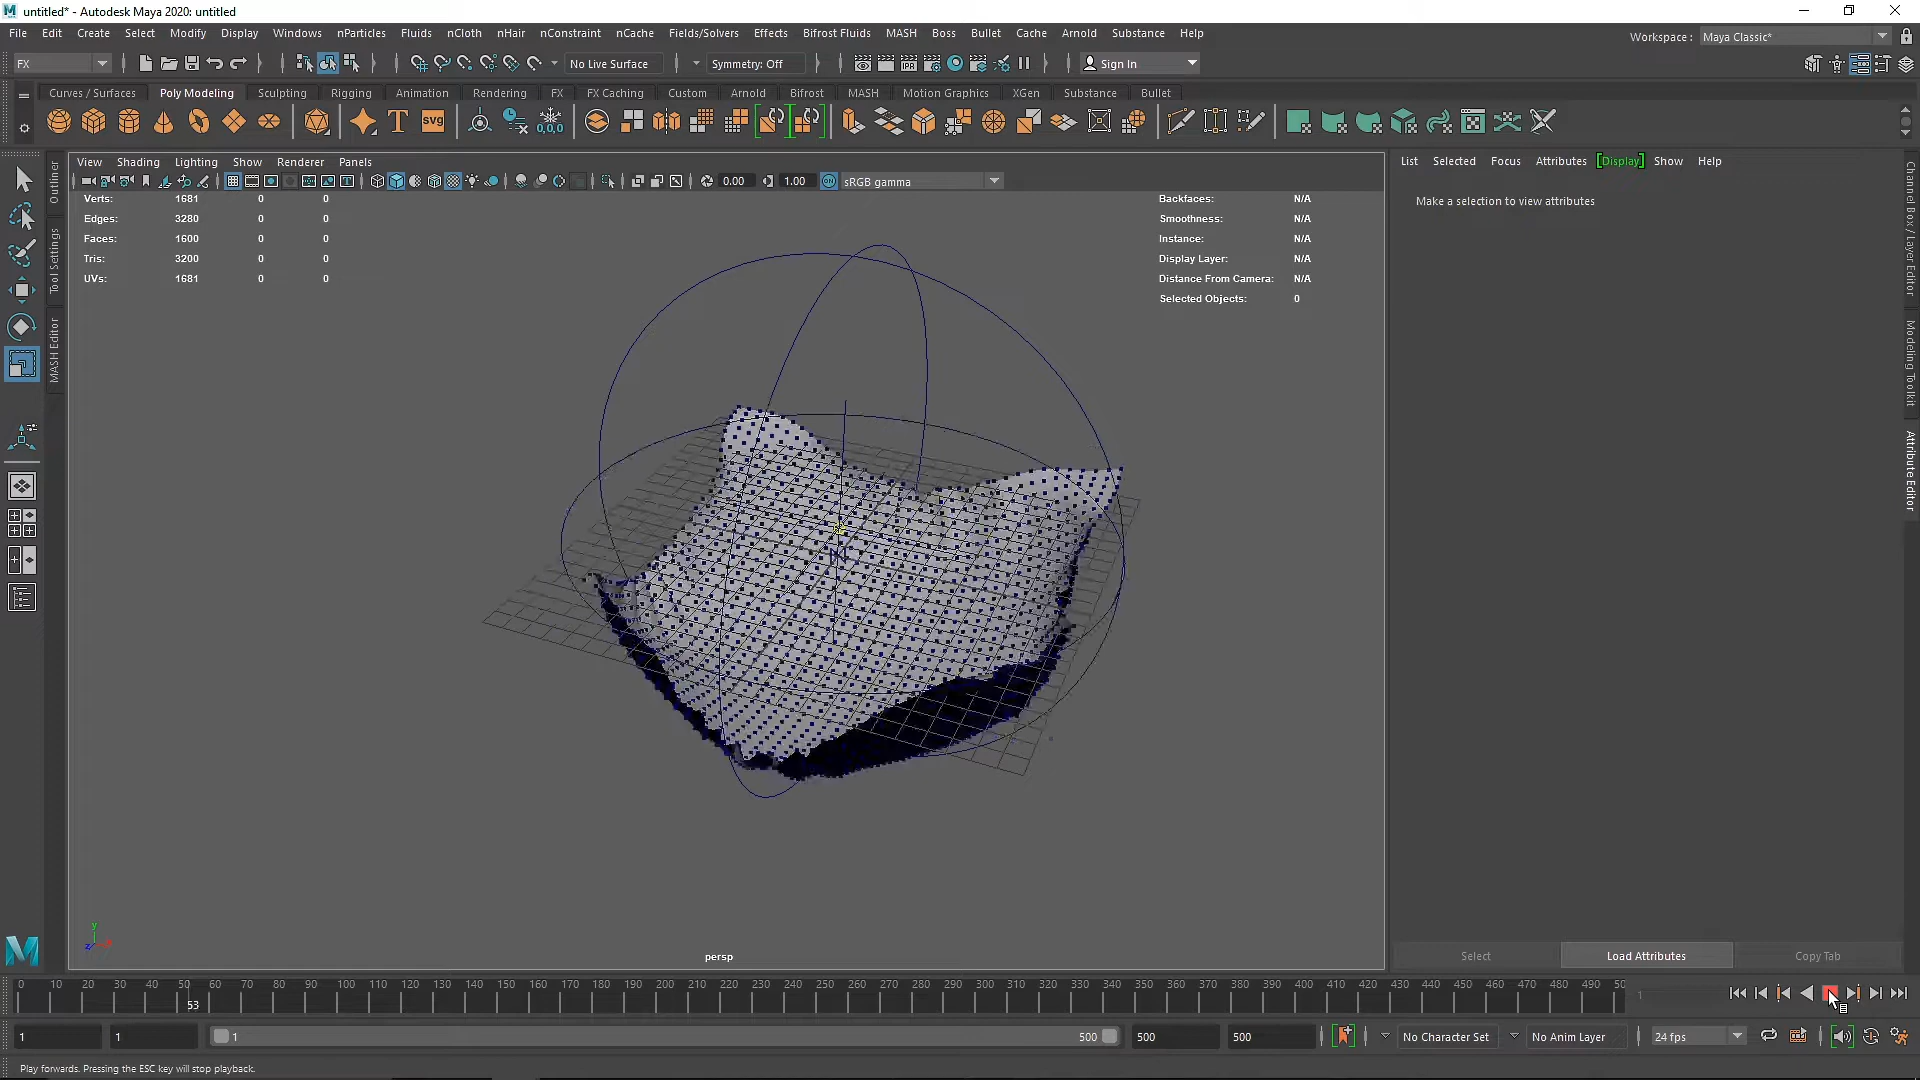 untitled* - Autodesk Maya 2020: untitled
File Edit Create Select Modify Display Windows nParticles Fluids nCloth nHair nConstraint nCache Fields/Solvers Effects Bifrost Fluids MASH Boss Bullet Cache Arnold Substance Help
Workspace : Maya Classic*
FX No Live Surface Symmetry: Off Sign In
Curves / Surfaces Poly Modeling Sculpting Rigging Animation Rendering FX FX Caching Custom Arnold Bifrost MASH Motion Graphics XGen Substance Bullet
T svg 0,0,0 IPR
View Shading Lighting Show Renderer Panels
0.00 1.00 ON sRGB gamma
List Selected Focus Attributes Display Show Help
Make a selection to view attributes
Verts: 1681 0 0
Edges: 3280 0 0
Faces: 1600 0 0
Tris: 3200 0 0
UVs: 1681 0 0
Backfaces: N/A
Smoothness: N/A
Instance: N/A
Display Layer: N/A
Distance From Camera: N/A
Selected Objects: 0
Outliner
Tool Settings
MASH Editor
Channel Box / Layer Editor
Modeling Toolkit
Attribute Editor
N
y
z
persp
M
Select Load Attributes Copy Tab
0 10 20 30 40 50 60 70 80 90 100 110 120 130 140 150 160 170 180 190 200 210 220 230 240 250 260 270 280 290 300 310 320 330 340 350 360 370 380 390 400 410 420 430 440 450 460 470 480 490 50
53
1
1 1 1 500 500 500 No Character Set No Anim Layer 24 fps
Play forwards. Pressing the ESC key will stop playback.